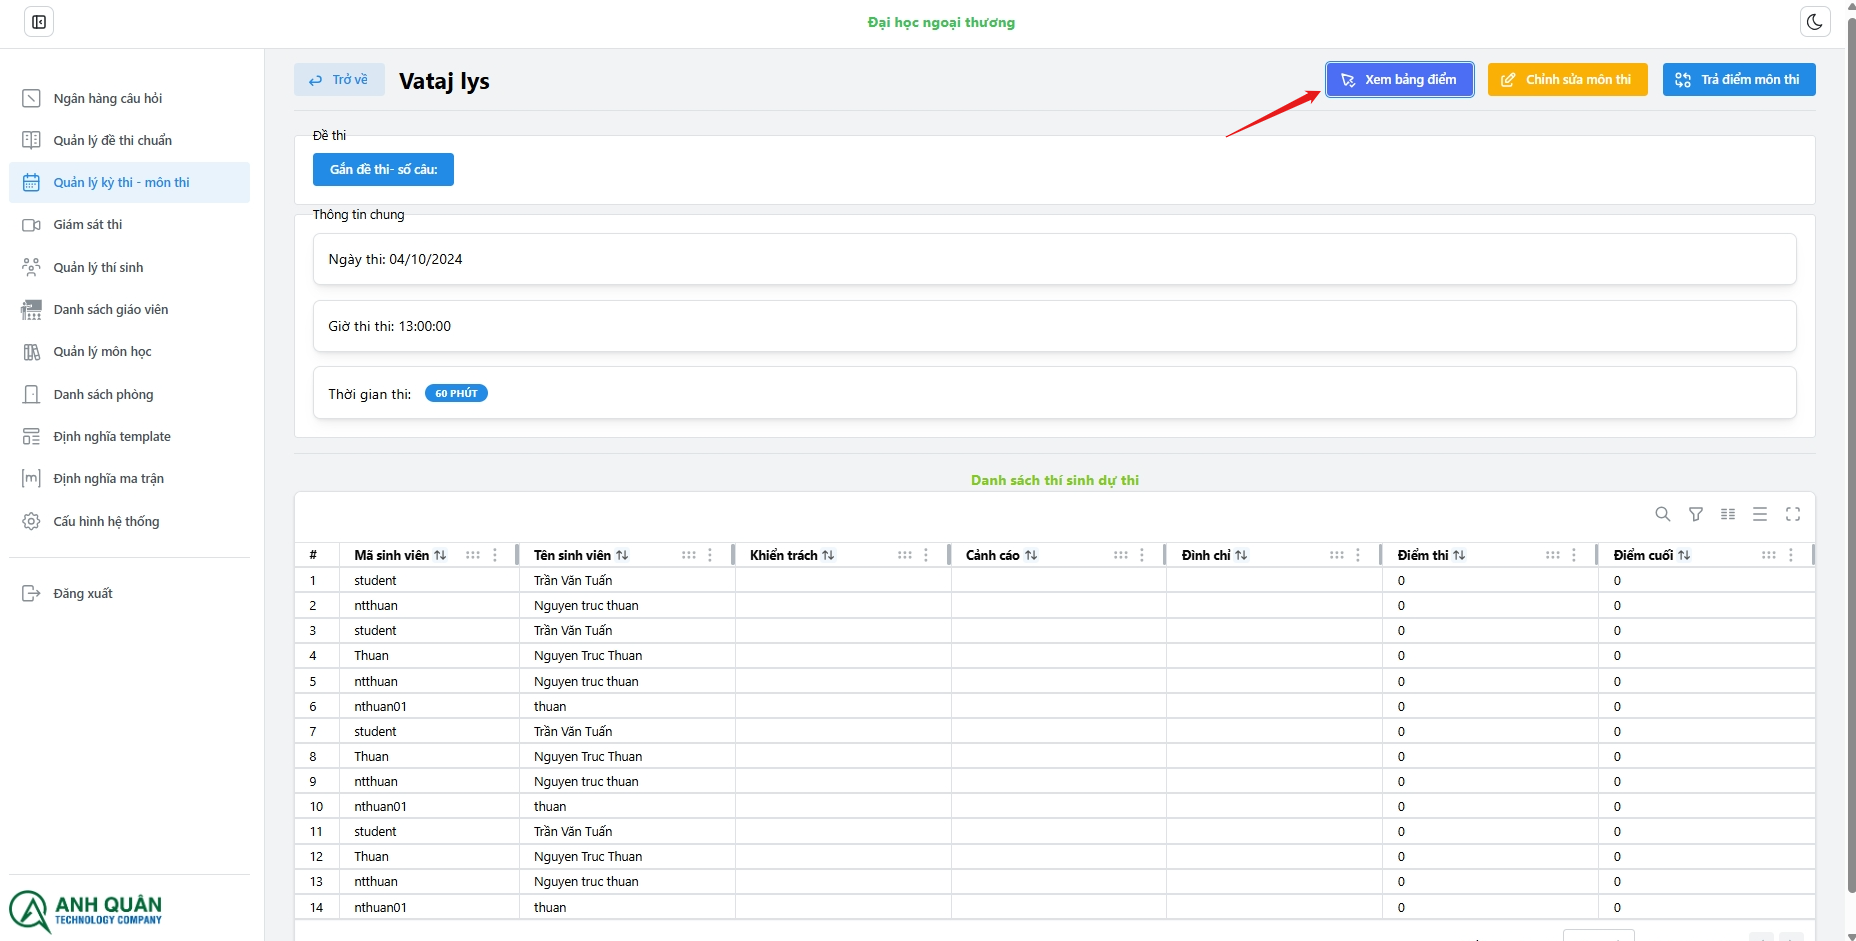 Đại học ngoại thương
Trở về
Vataj lys
Xem bảng điểm
Chỉnh sửa môn thi
Trả điểm môn thi
Ngân hàng câu hỏi
Quản lý đề thi chuẩn
Quản lý kỳ thi - môn thi
Giám sát thi
Quản lý thí sinh
Danh sách giáo viên
Quản lý môn học
Danh sách phòng
Định nghĩa template
Định nghĩa ma trận
Cấu hình hệ thống
Đăng xuất
ANH QUÂN
TECHNOLOGY COMPANY
Đề thi
Gắn đề thi- số câu:
Thông tin chung
Ngày thi: 04/10/2024
Giờ thi thi: 13:00:00
Thời gian thi: 60 PHÚT
Danh sách thí sinh dự thi
# Mã sinh viên Tên sinh viên Khiển trách Cảnh cáo Đình chỉ Điểm thi Điểm cuối
1 student Trần Văn Tuấn 0 0
2 ntthuan Nguyen truc thuan 0 0
3 student Trần Văn Tuấn 0 0
4 Thuan Nguyen Truc Thuan 0 0
5 ntthuan Nguyen truc thuan 0 0
6 nthuan01 thuan 0 0
7 student Trần Văn Tuấn 0 0
8 Thuan Nguyen Truc Thuan 0 0
9 ntthuan Nguyen truc thuan 0 0
10 nthuan01 thuan 0 0
11 student Trần Văn Tuấn 0 0
12 Thuan Nguyen Truc Thuan 0 0
13 ntthuan Nguyen truc thuan 0 0
14 nthuan01 thuan 0 0